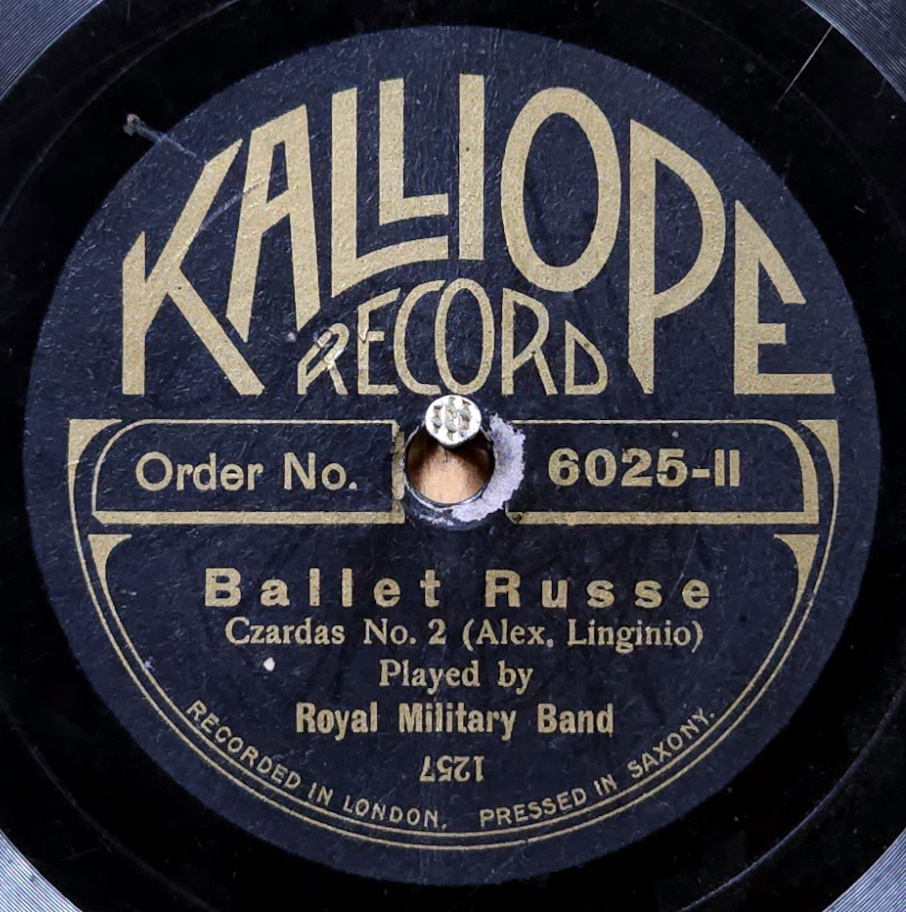 KALLIOPE
RECORD
Order No. 6025-II
Ballet Russe
Czardas No. 2 (Alex. Linginio)
Played by
Royal Military Band
1257
RECORDED IN LONDON. PRESSED IN SAXONY.